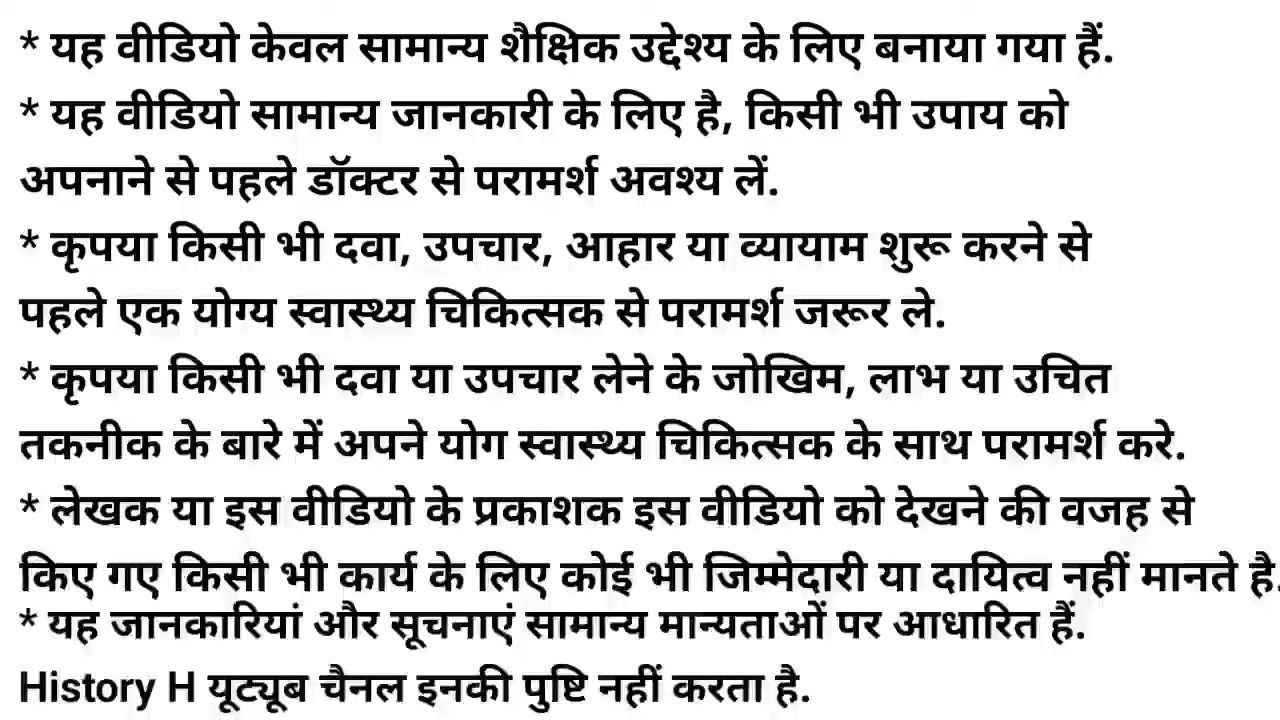 * यह वीडियो केवल सामान्य शैक्षिक उद्देश्य के लिए बनाया गया हैं.
* यह वीडियो सामान्य जानकारी के लिए है, किसी भी उपाय को
अपनाने से पहले डॉक्टर से परामर्श अवश्य लें.
* कृपया किसी भी दवा, उपचार, आहार या व्यायाम शुरू करने से
पहले एक योग्य स्वास्थ्य चिकित्सक से परामर्श जरूर ले.
* कृपया किसी भी दवा या उपचार लेने के जोखिम, लाभ या उचित
तकनीक के बारे में अपने योग स्वास्थ्य चिकित्सक के साथ परामर्श करे.
* लेखक या इस वीडियो के प्रकाशक इस वीडियो को देखने की वजह से
किए गए किसी भी कार्य के लिए कोई भी जिम्मेदारी या दायित्व नहीं मानते है.
* यह जानकारियां और सूचनाएं सामान्य मान्यताओं पर आधारित हैं.
History H यूट्यूब चैनल इनकी पुष्टि नहीं करता है.